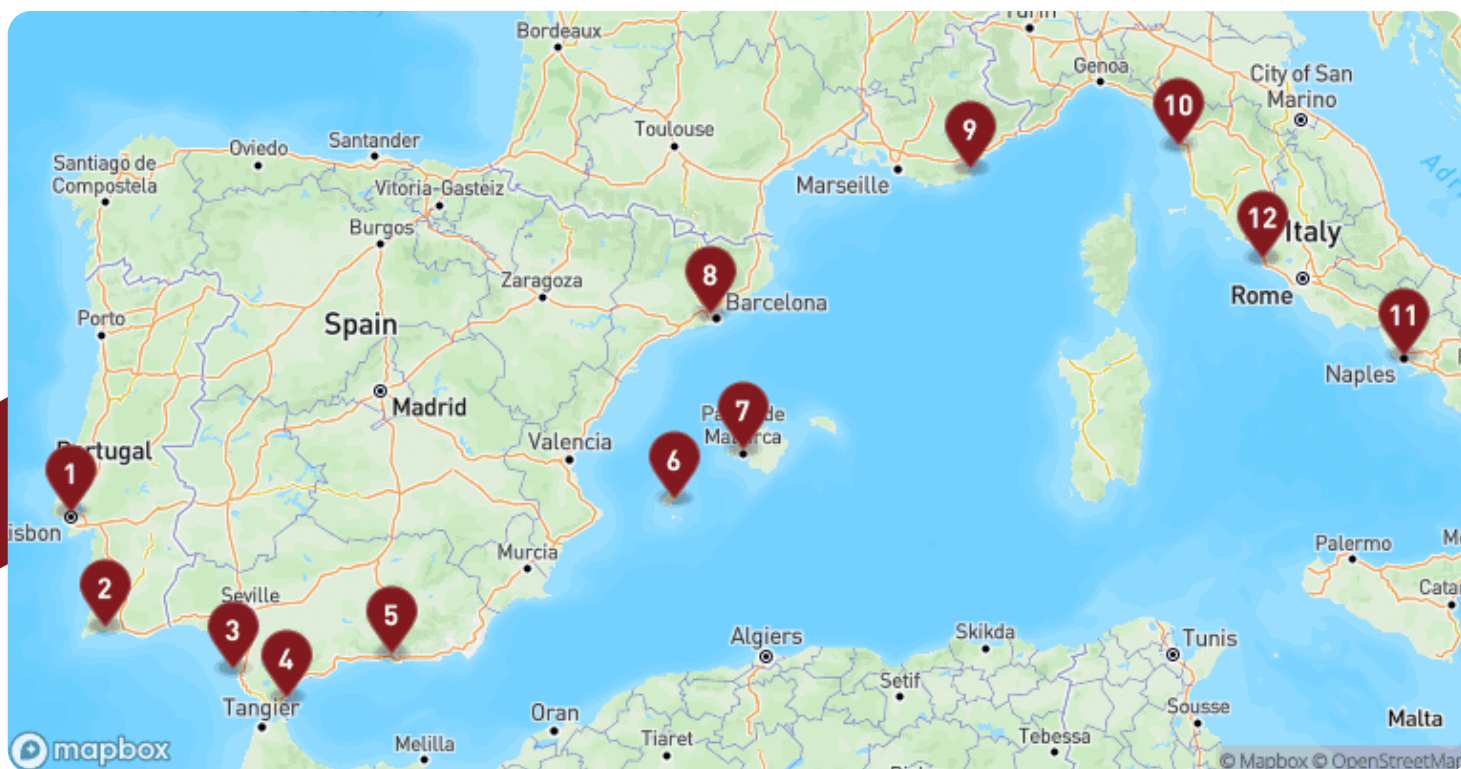 Bordeaux
Turin
Genoa
City of San
Marino
10
9
Toulouse
Santander
Oviedo
Santiago de
Compostela
Marseille
Vitoria-Gasteiz
Burgos
12
Italy
8
Zaragoza
Barcelona
Rome
Porto
Spain
11
Naples
Madrid
7
Palma de
Mallorca
Valencia
Portugal
1
6
Lisbon
Murcia
Palermo
2
Seville
5
3
4
Algiers
Skikda
Tunis
Tangier
Setif
Sousse
Oran
Malta
Melilla
Tiaret
Tebessa
mapbox
© Mapbox © OpenStreetMap